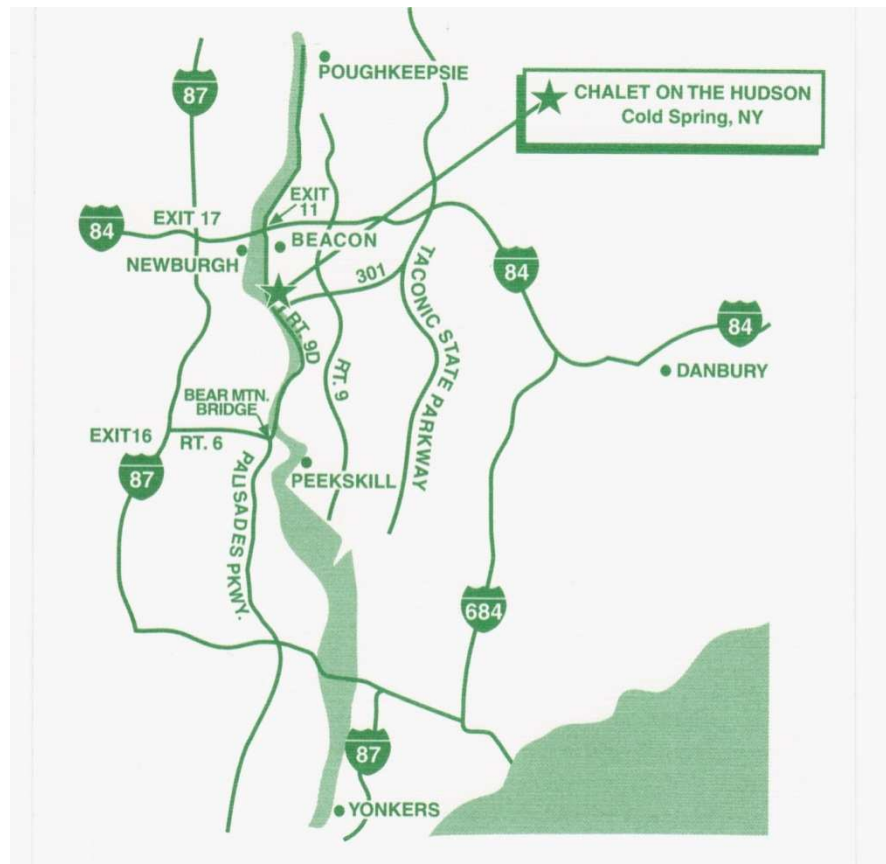 POUGHKEEPSIE
87
CHALET ON THE HUDSON
Cold Spring, NY
EXIT
11
EXIT 17
84
BEACON
NEWBURGH
301
84
TACONIC STATE PARKWAY
84
RT. 9D
RT. 9
DANBURY
BEAR MTN.
BRIDGE
EXIT16
RT. 6
87
PEEKSKILL
PALISADES PKWY.
684
87
YONKERS